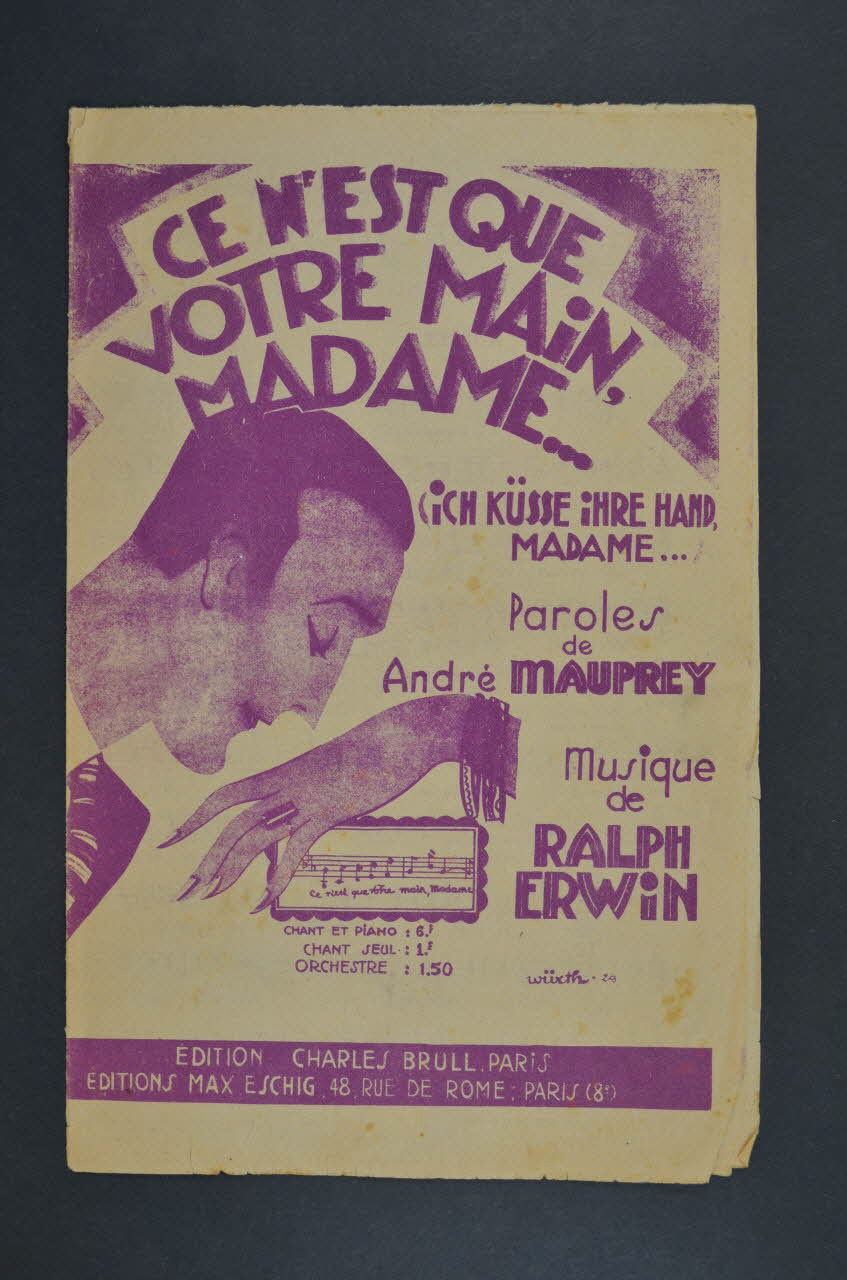 CE N'EST QUE
VOTRE MAIN,
MADAME...
(ICH KÜSSE IHRE HAND,
MADAME...)
Paroles
de
André MAUPREY
Musique
de
RALPH
ERWIN
Ce n'est que votre main, Madame
CHANT ET PIANO : 6.F
CHANT SEUL : 1.F
ORCHESTRE : 1.50
würth. 29
ÉDITION CHARLES BRULL, PARIS
ÉDITIONS MAX ESCHIG, 48, RUE DE ROME; PARIS (8e)